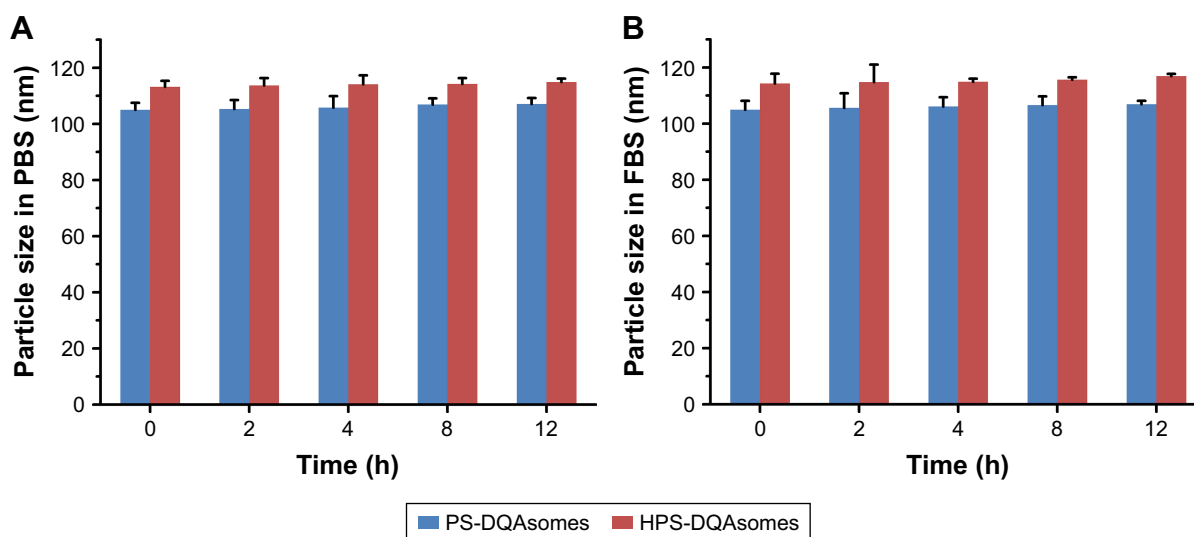 A
Particle size in PBS (nm)
120
100
80
60
40
20
0
0 2 4 8 12
Time (h)
B
Particle size in FBS (nm)
120
100
80
60
40
20
0
0 2 4 8 12
Time (h)
PS-DQAsomes HPS-DQAsomes